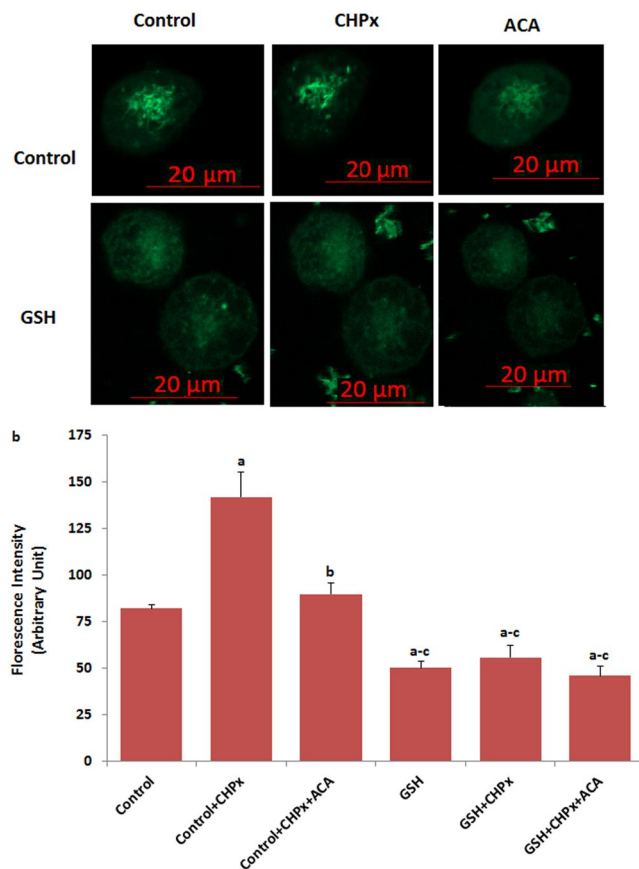 Control CHPx ACA
Control
20 µm 20 µm 20 µm
GSH
20 µm 20 µm 20 µm
b
Florescence Intensity
(Arbitrary Unit)
175
150
125
100
75
50
25
0
a
b
a-c
a-c
a-c
Control
Control+CHPx
Control+CHPx+ACA
GSH
GSH+CHPx
GSH+CHPx+ACA